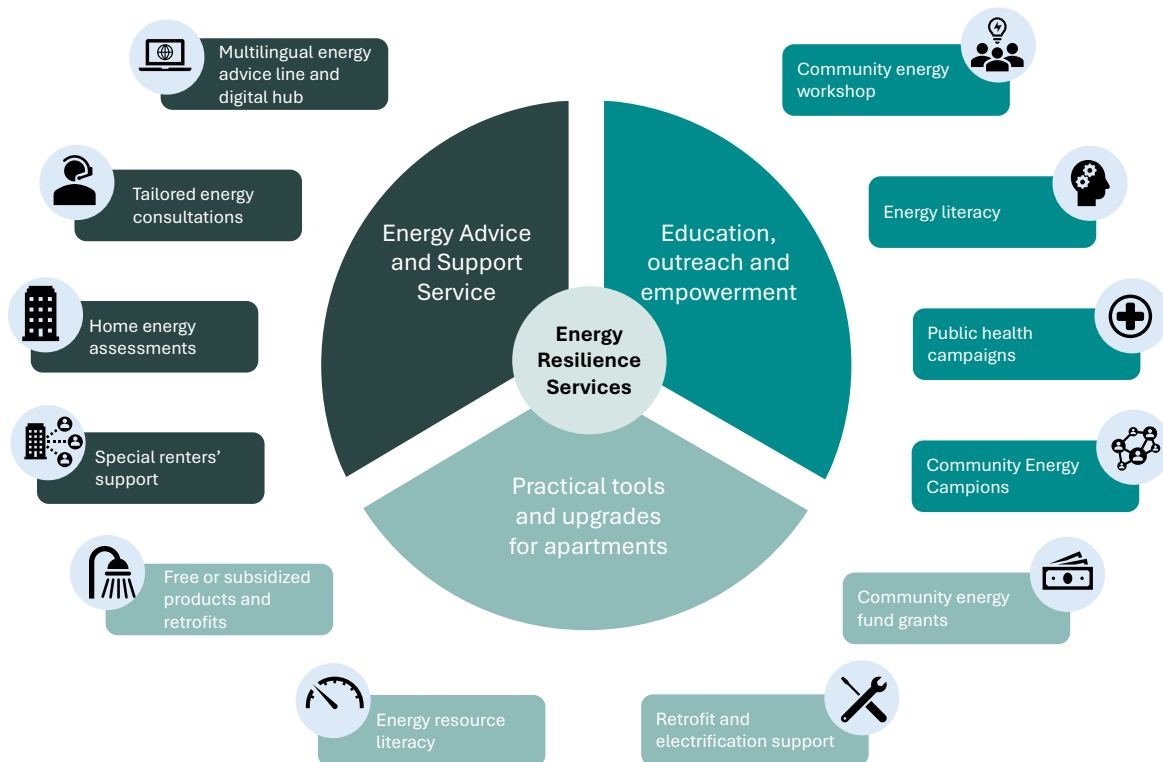 Multilingual energy
advice line and
digital hub
Tailored energy
consultations
Home energy
assessments
Special renters'
support
Energy Advice
and Support
Service
Education,
outreach and
empowerment
Energy
Resilience
Services
Practical tools
and upgrades
for apartments
Community energy
workshop
Energy literacy
Public health
campaigns
Community Energy
Campions
Free or subsidized
products and
retrofits
Energy resource
literacy
Retrofit and
electrification support
Community energy
fund grants